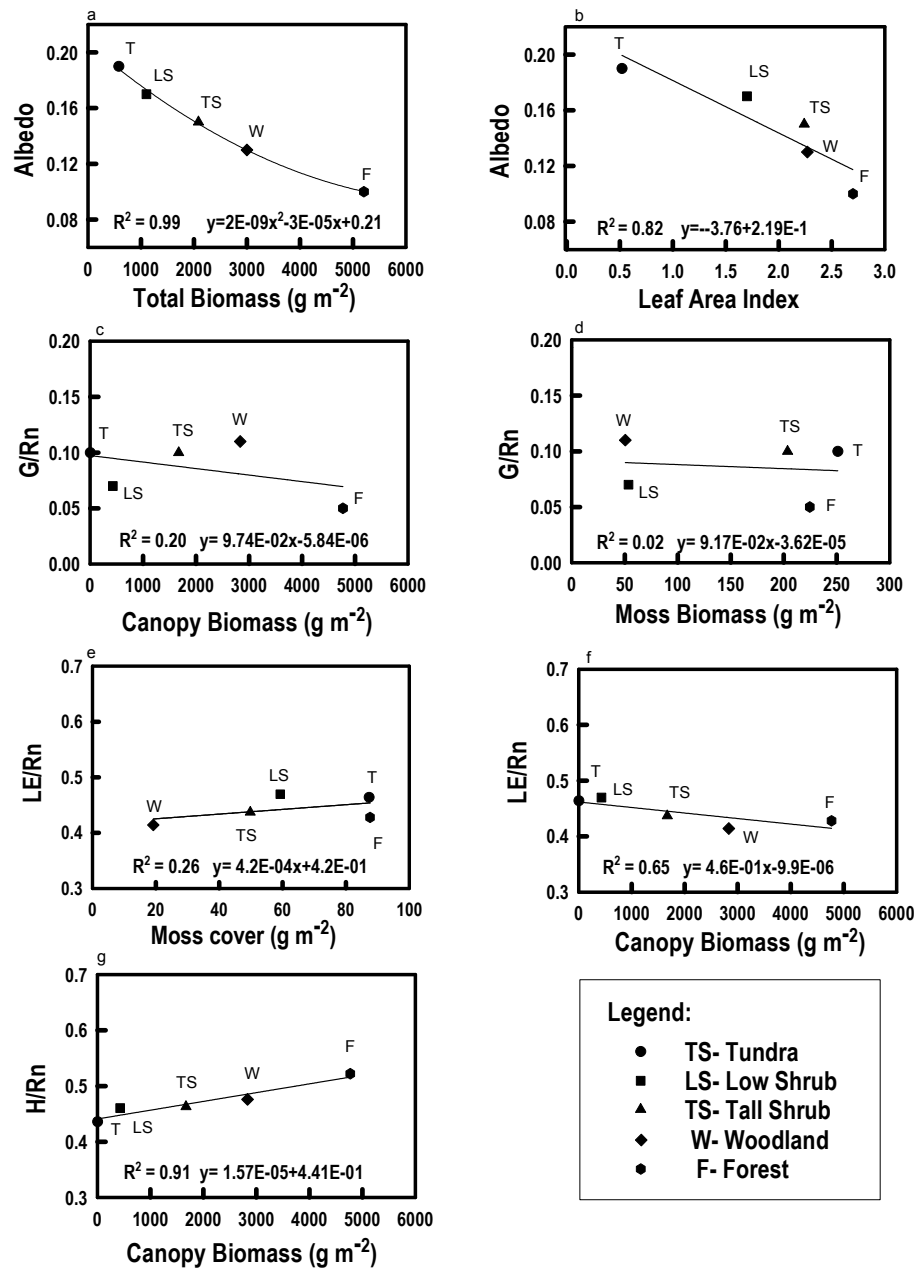 a
0.20
0.16
0.12
0.08
Albedo
T
LS
TS
W
F
R² = 0.99 y=2E-09x²-3E-05x+0.21
0 1000 2000 3000 4000 5000 6000
Total Biomass (g m⁻²)
b
0.20
0.16
0.12
0.08
Albedo
T
LS
TS
W
F
R² = 0.82 y=--3.76+2.19E-1
0.0 0.5 1.0 1.5 2.0 2.5 3.0
Leaf Area Index
c
0.20
0.15
0.10
0.05
0.00
G/Rn
T
LS
TS
W
F
R² = 0.20 y= 9.74E-02x-5.84E-06
0 1000 2000 3000 4000 5000 6000
Canopy Biomass (g m⁻²)
d
0.20
0.15
0.10
0.05
0.00
G/Rn
W
LS
TS
T
F
R² = 0.02 y= 9.17E-02x-3.62E-05
0 50 100 150 200 250 300
Moss Biomass (g m⁻²)
e
0.7
0.6
0.5
0.4
0.3
LE/Rn
W
TS
LS
T
F
R² = 0.26 y= 4.2E-04x+4.2E-01
0 20 40 60 80 100
Moss cover (g m⁻²)
f
0.7
0.6
0.5
0.4
0.3
LE/Rn
T
LS
TS
W
F
R² = 0.65 y= 4.6E-01x-9.9E-06
0 1000 2000 3000 4000 5000 6000
Canopy Biomass (g m⁻²)
g
0.7
0.6
0.5
0.4
0.3
H/Rn
T
LS
TS
W
F
R² = 0.91 y= 1.57E-05+4.41E-01
0 1000 2000 3000 4000 5000 6000
Canopy Biomass (g m⁻²)
Legend:
TS- Tundra
LS- Low Shrub
TS- Tall Shrub
W- Woodland
F- Forest